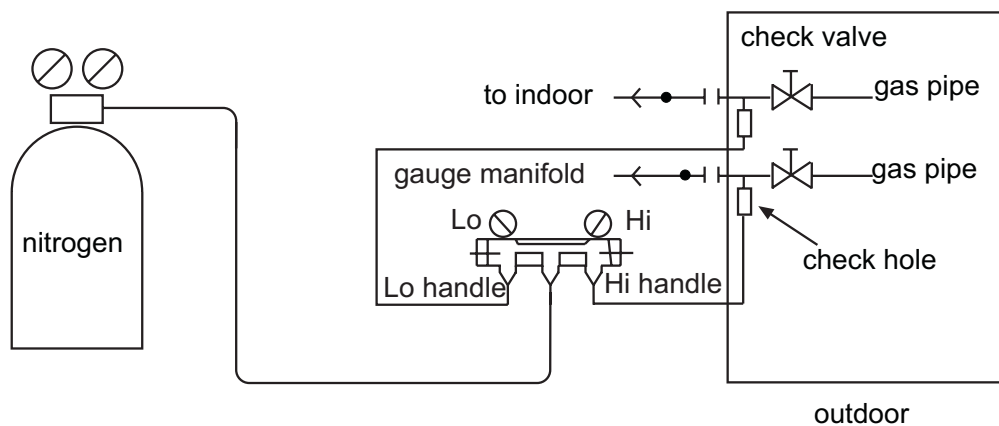 check valve
to indoor
gas pipe
gauge manifold
gas pipe
Lo
Hi
nitrogen
check hole
Lo handle
Hi handle
outdoor